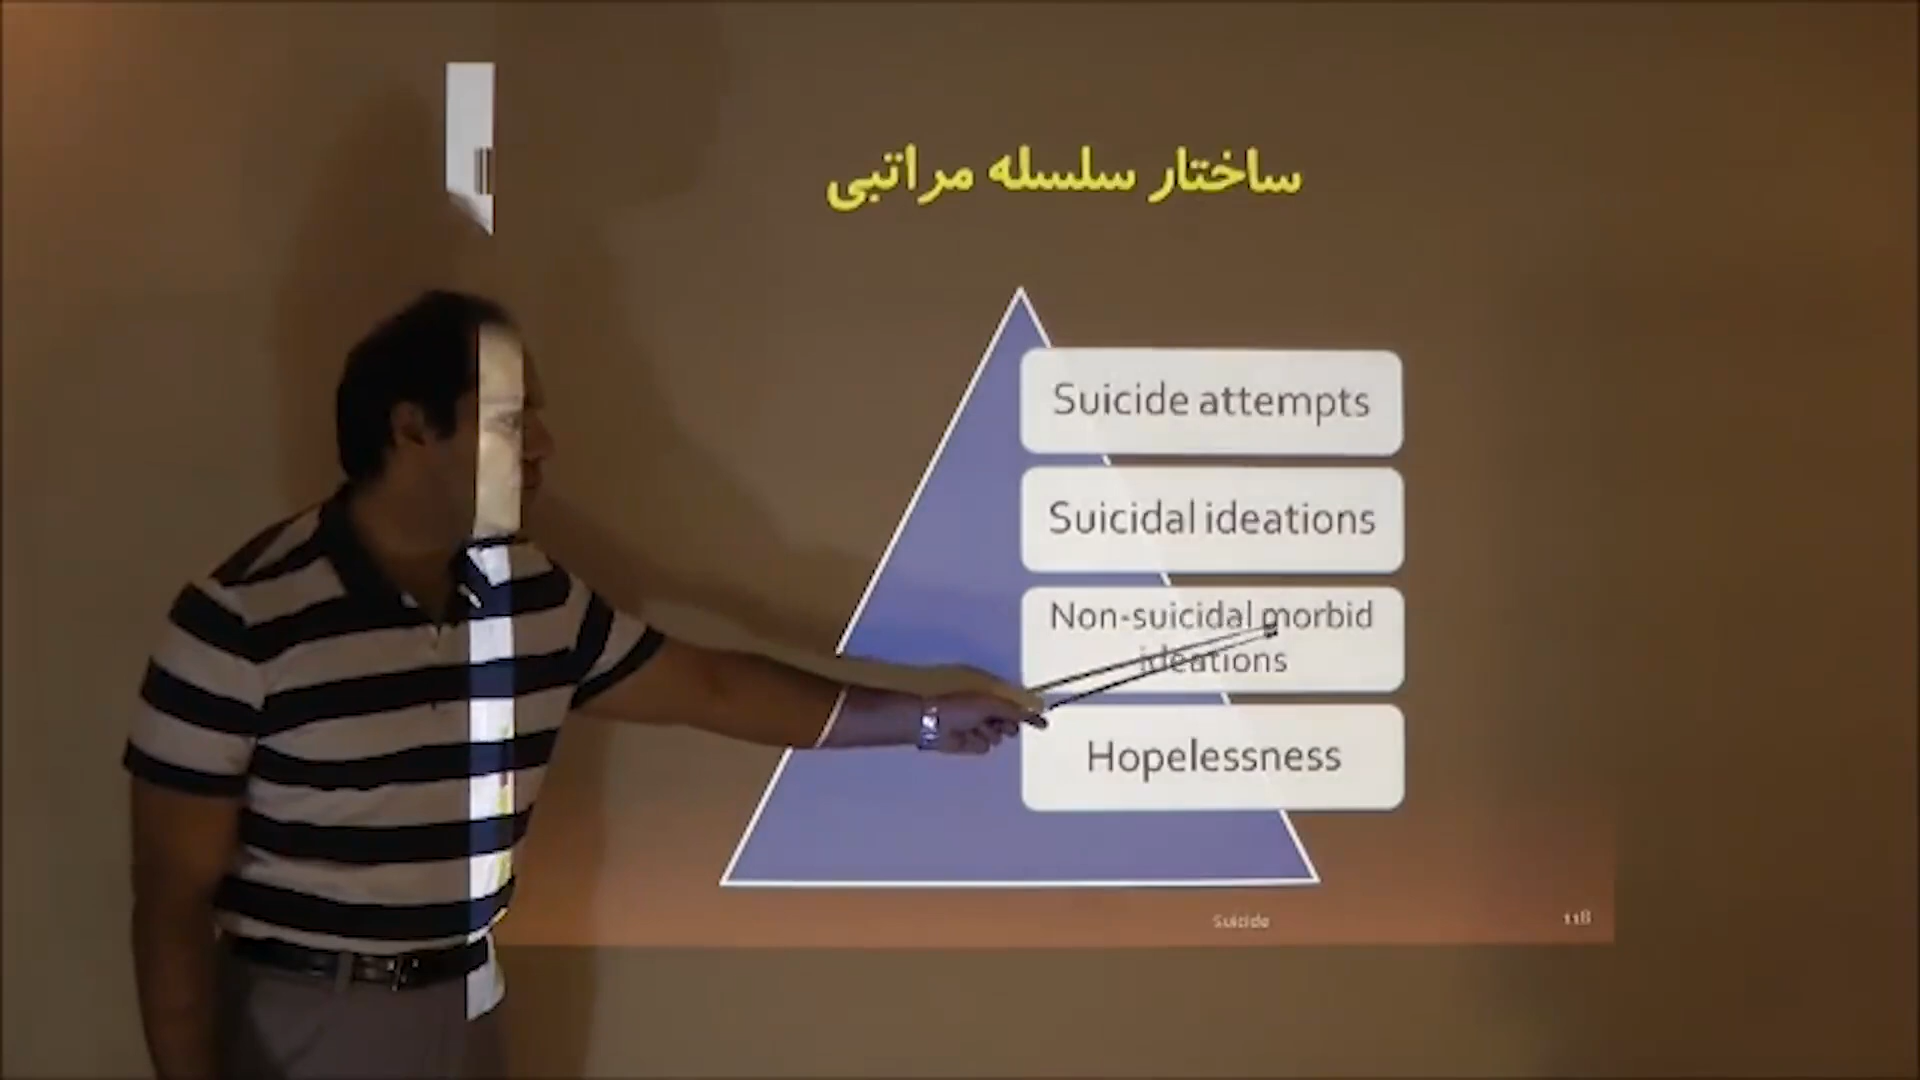 ساختار سلسله مراتبی
Suicide attempts
Suicidal ideations
Non-suicidal morbid
ideations
Hopelessness
Suicide
118